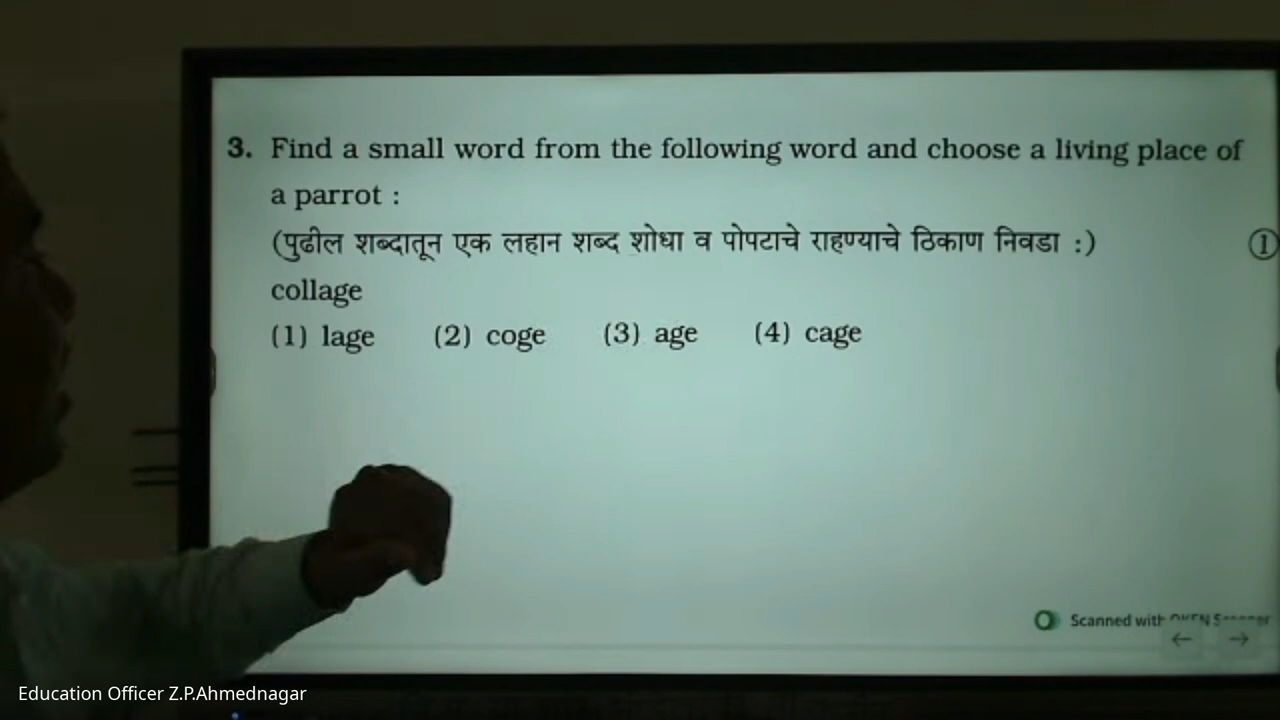 3. Find a small word from the following word and choose a living place of
a parrot :
(पुढील शब्दातून एक लहान शब्द शोधा व पोपटाचे राहण्याचे ठिकाण निवडा :)
1
collage
(1) lage (2) coge (3) age (4) cage
Scanned with
← →
Education Officer Z.P.Ahmednagar